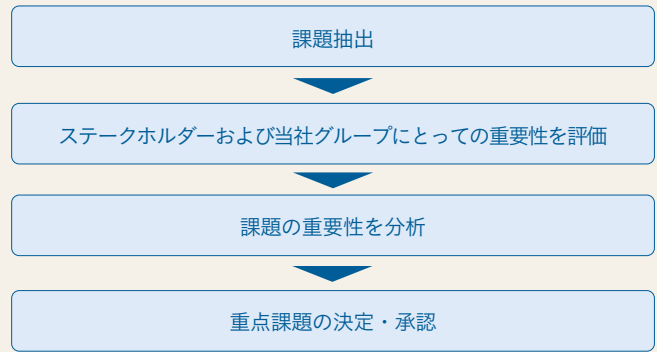 課題抽出
ステークホルダーおよび当社グループにとっての重要性を評価
課題の重要性を分析
重点課題の決定・承認